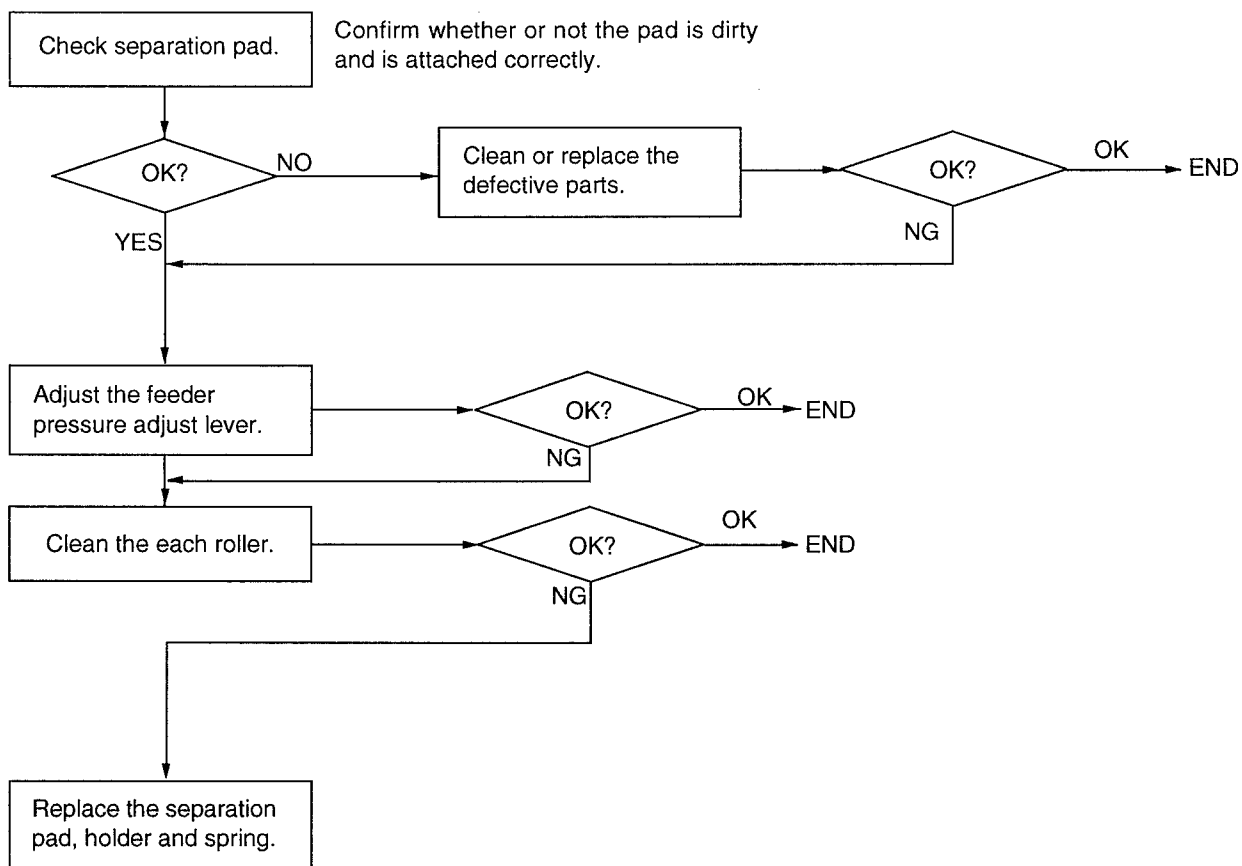 Check separation pad.
Confirm whether or not the pad is dirty
and is attached correctly.
OK?
NO
Clean or replace the
defective parts.
OK?
OK
END
YES
NG
Adjust the feeder
pressure adjust lever.
OK?
OK
END
NG
Clean the each roller.
OK?
OK
END
NG
Replace the separation
pad, holder and spring.